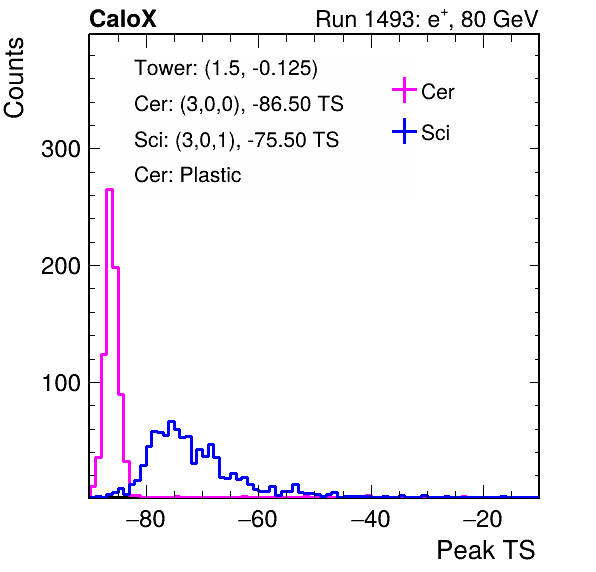 CaloX Run 1493: e⁺, 80 GeV
Counts
Tower: (1.5, -0.125)
Cer: (3,0,0), -86.50 TS
Sci: (3,0,1), -75.50 TS
Cer: Plastic
Cer
Sci
300
200
100
−80 −60 −40 −20
Peak TS